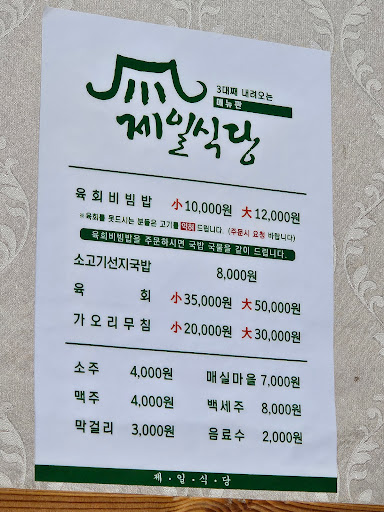 3대째 내려오는
메뉴판
제일식당
육회비빔밥 小 10,000원 大 12,000원
※육회를 못드시는 분들은 고기를 익혀 드립니다. (주문시 요청 바랍니다)
육회비빔밥을 주문하시면 국밥 국물을 같이 드립니다.
소고기선지국밥 8,000원
육 회 小 35,000원 大 50,000원
가오리무침 小 20,000원 大 30,000원
소주 4,000원 매실마을 7,000원
맥주 4,000원 백세주 8,000원
막걸리 3,000원 음료수 2,000원
제·일·식·당